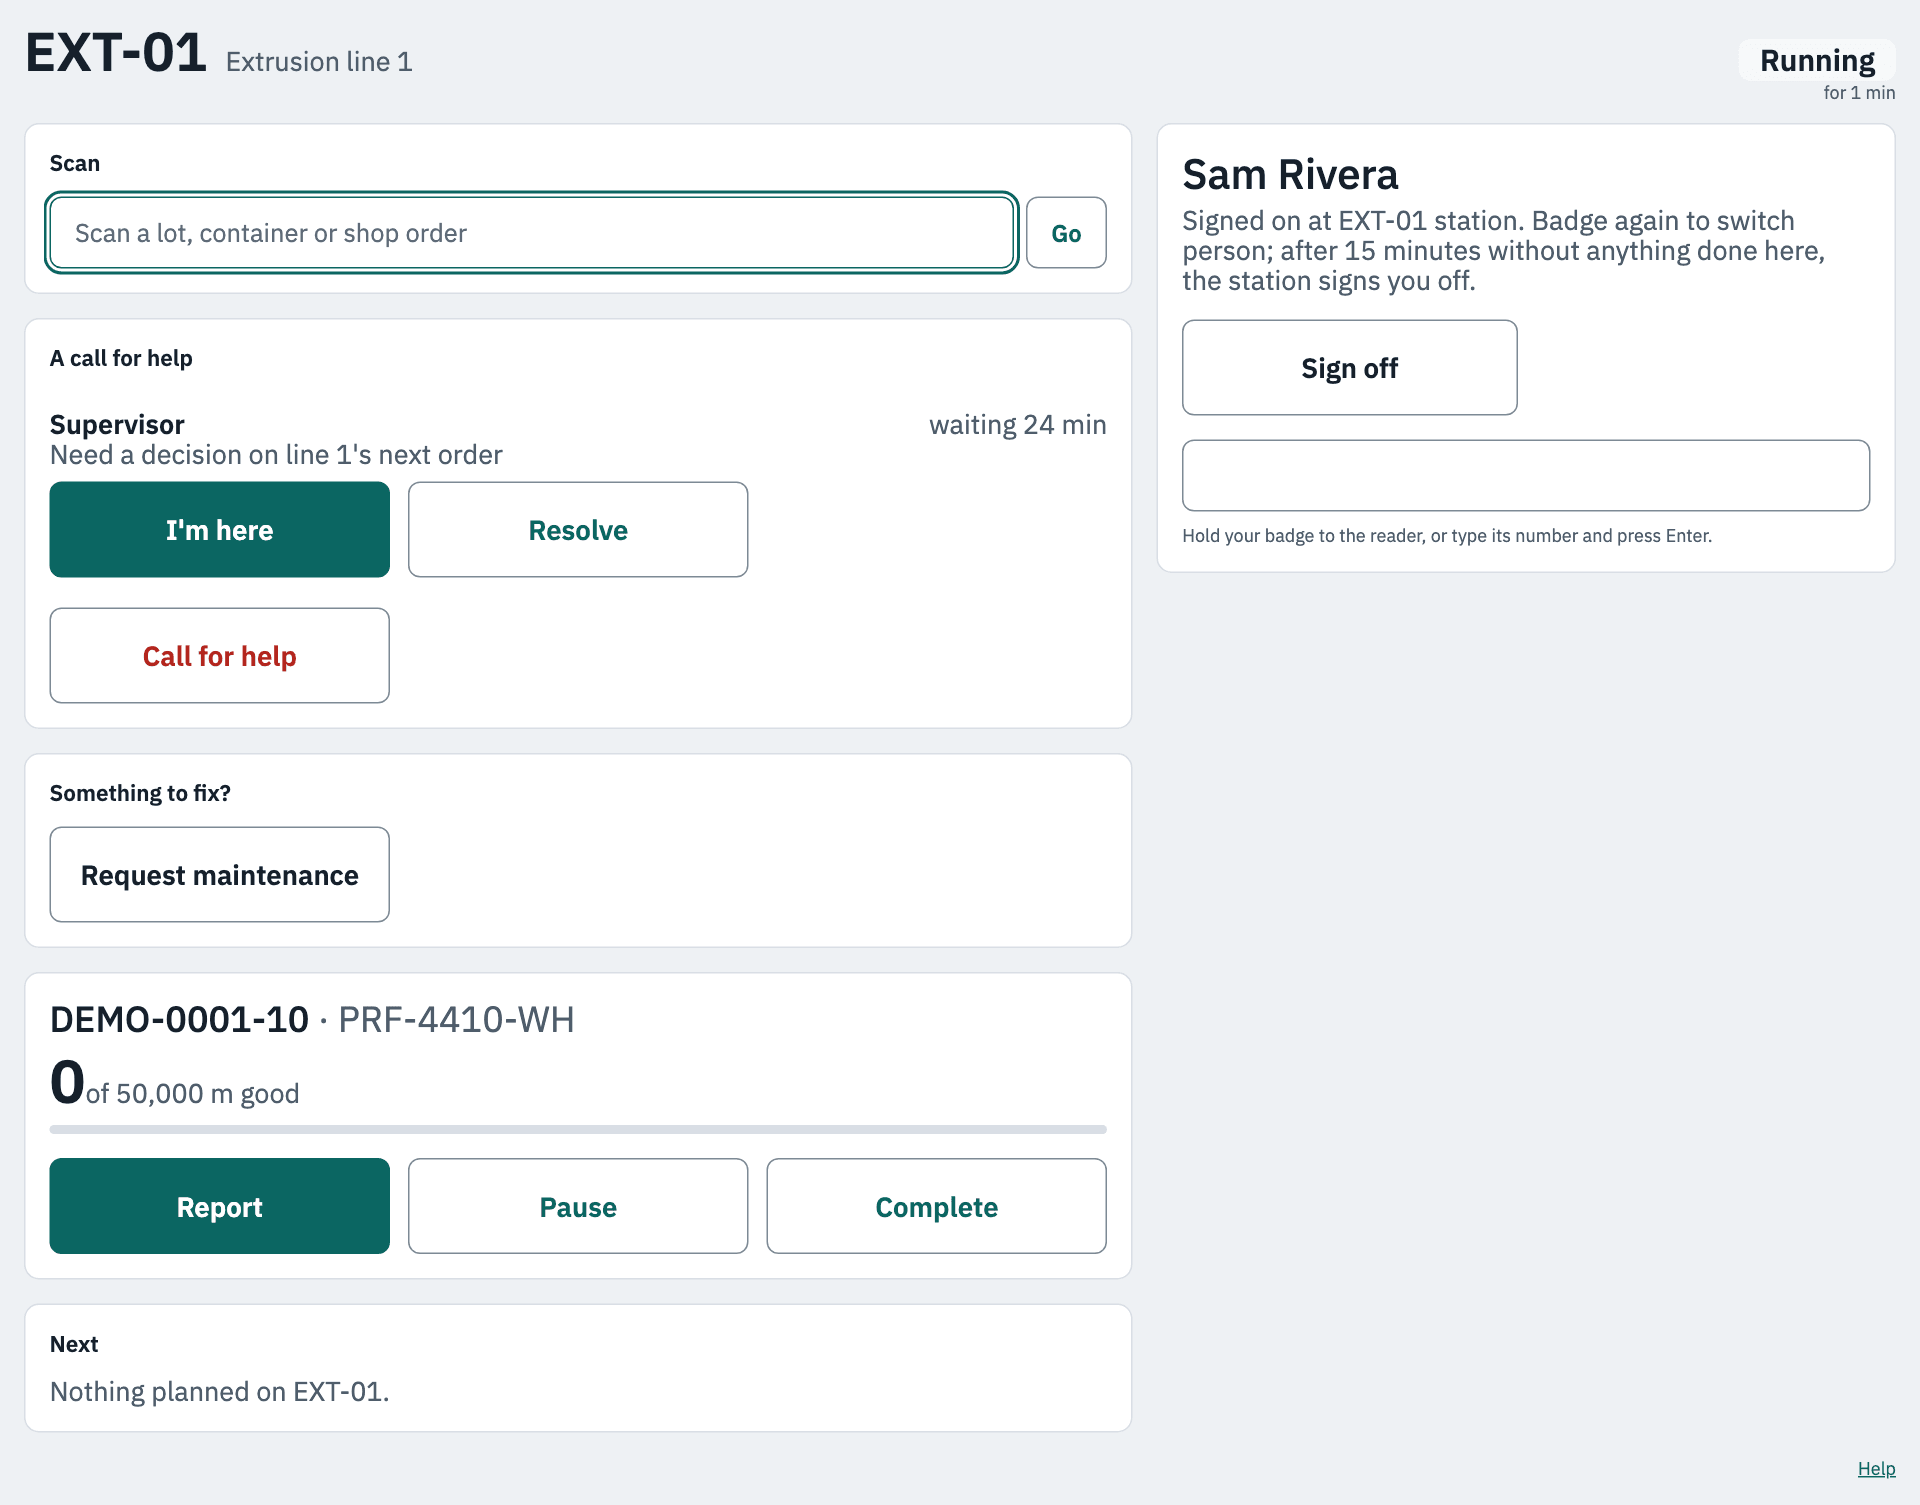 EXT-01 Extrusion line 1
Running
for 1 min
Scan
Scan a lot, container or shop order
Go
A call for help
Supervisor
waiting 24 min
Need a decision on line 1's next order
I'm here
Resolve
Call for help
Something to fix?
Request maintenance
DEMO-0001-10 · PRF-4410-WH
0 of 50,000 m good
Report
Pause
Complete
Next
Nothing planned on EXT-01.
Sam Rivera
Signed on at EXT-01 station. Badge again to switch
person; after 15 minutes without anything done here,
the station signs you off.
Sign off
Hold your badge to the reader, or type its number and press Enter.
Help